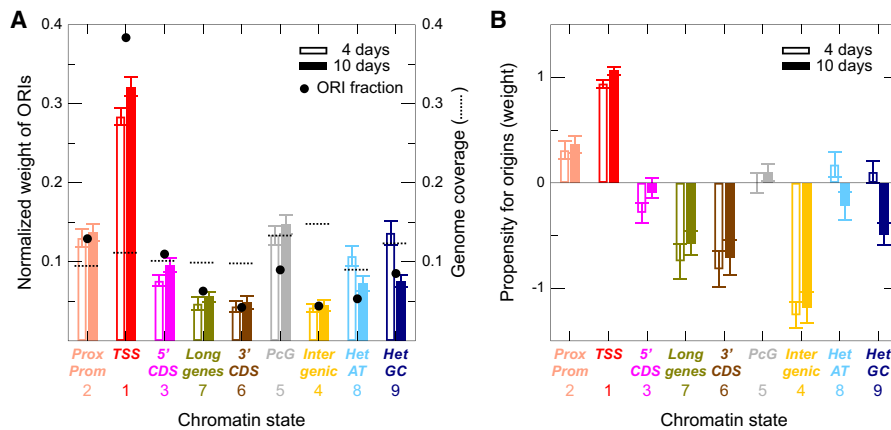 A
B
4 days
10 days
ORI fraction
4 days
10 days
Normalized weight of ORIs
Genome coverage (......)
Propensity for origins (weight)
0.4
0.3
0.2
0.1
0.4
0.3
0.2
0.1
1
0
-1
Prox Prom
TSS
5' CDS
Long genes
3' CDS
PcG
Inter genic
Het AT
Het GC
2 1 3 7 6 5 4 8 9
Chromatin state
Prox Prom
TSS
5' CDS
Long genes
3' CDS
PcG
Inter genic
Het AT
Het GC
2 1 3 7 6 5 4 8 9
Chromatin state